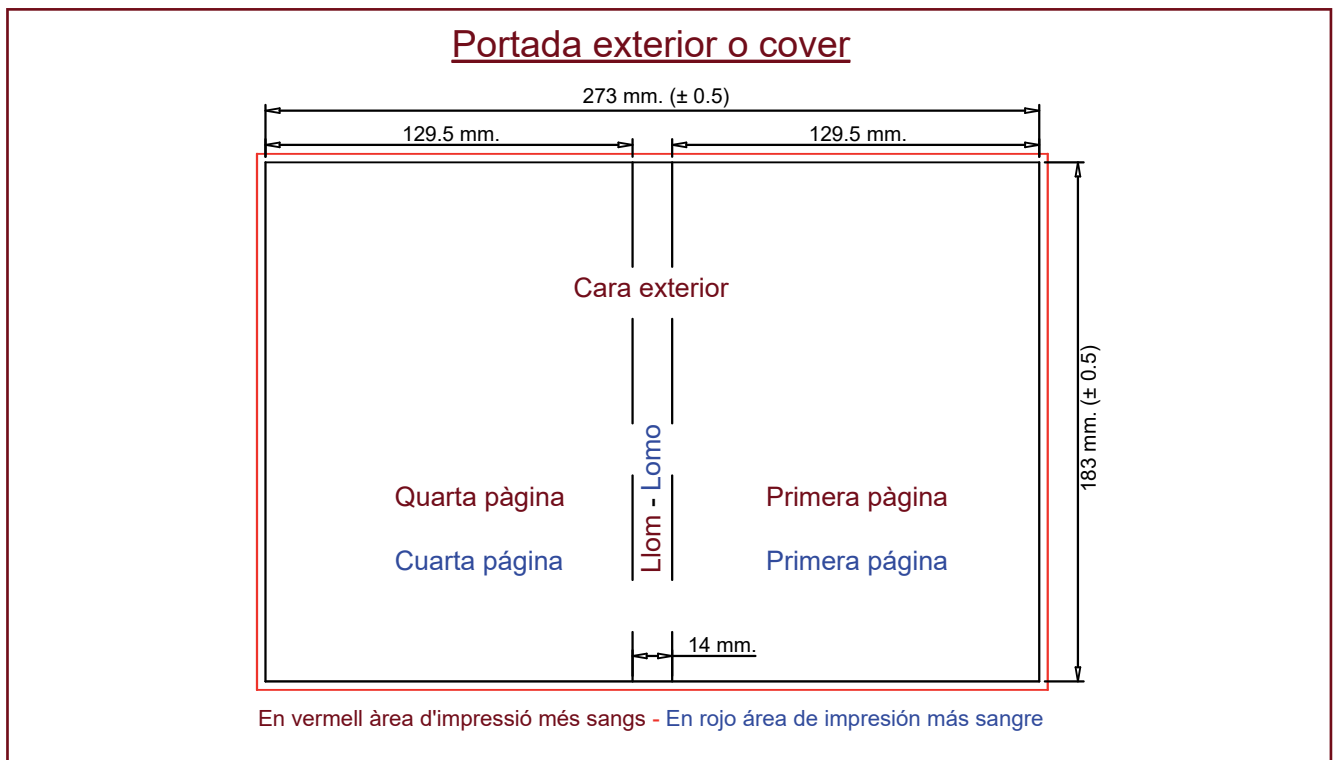 Portada exterior o cover
273 mm. (± 0.5)
129.5 mm.
129.5 mm.
Cara exterior
183 mm. (± 0.5)
Llom - Lomo
Quarta pàgina
Primera pàgina
Cuarta página
Primera página
14 mm.
En vermell àrea d'impressió més sangs - En rojo área de impresión más sangre